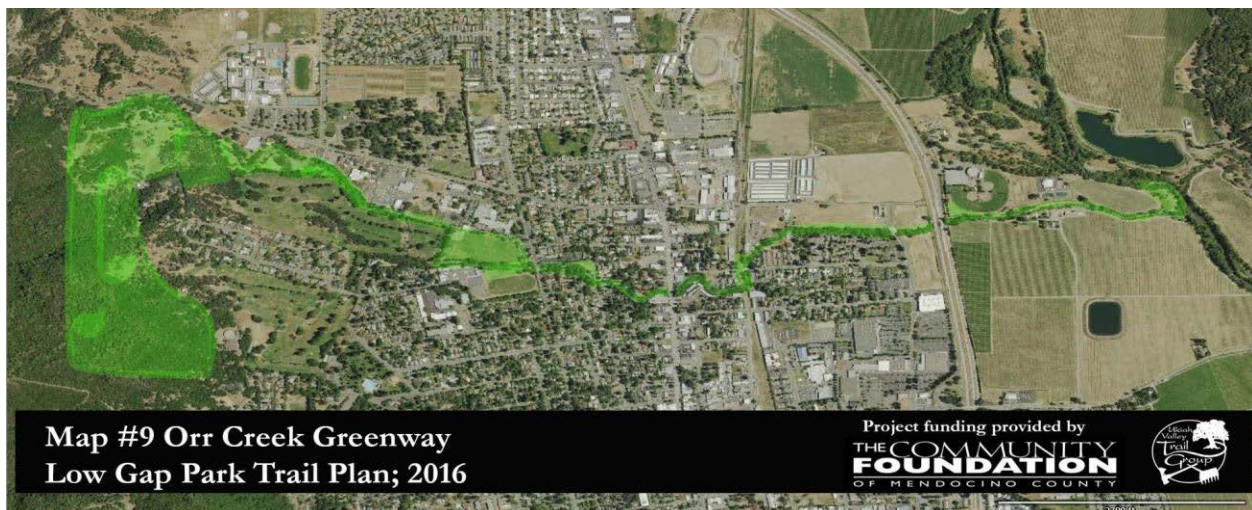 Map #9 Orr Creek Greenway
Low Gap Park Trail Plan; 2016
Project funding provided by
THE COMMUNITY
FOUNDATION
OF MENDOCINO COUNTY
Ukiah
Valley
Trail
Group